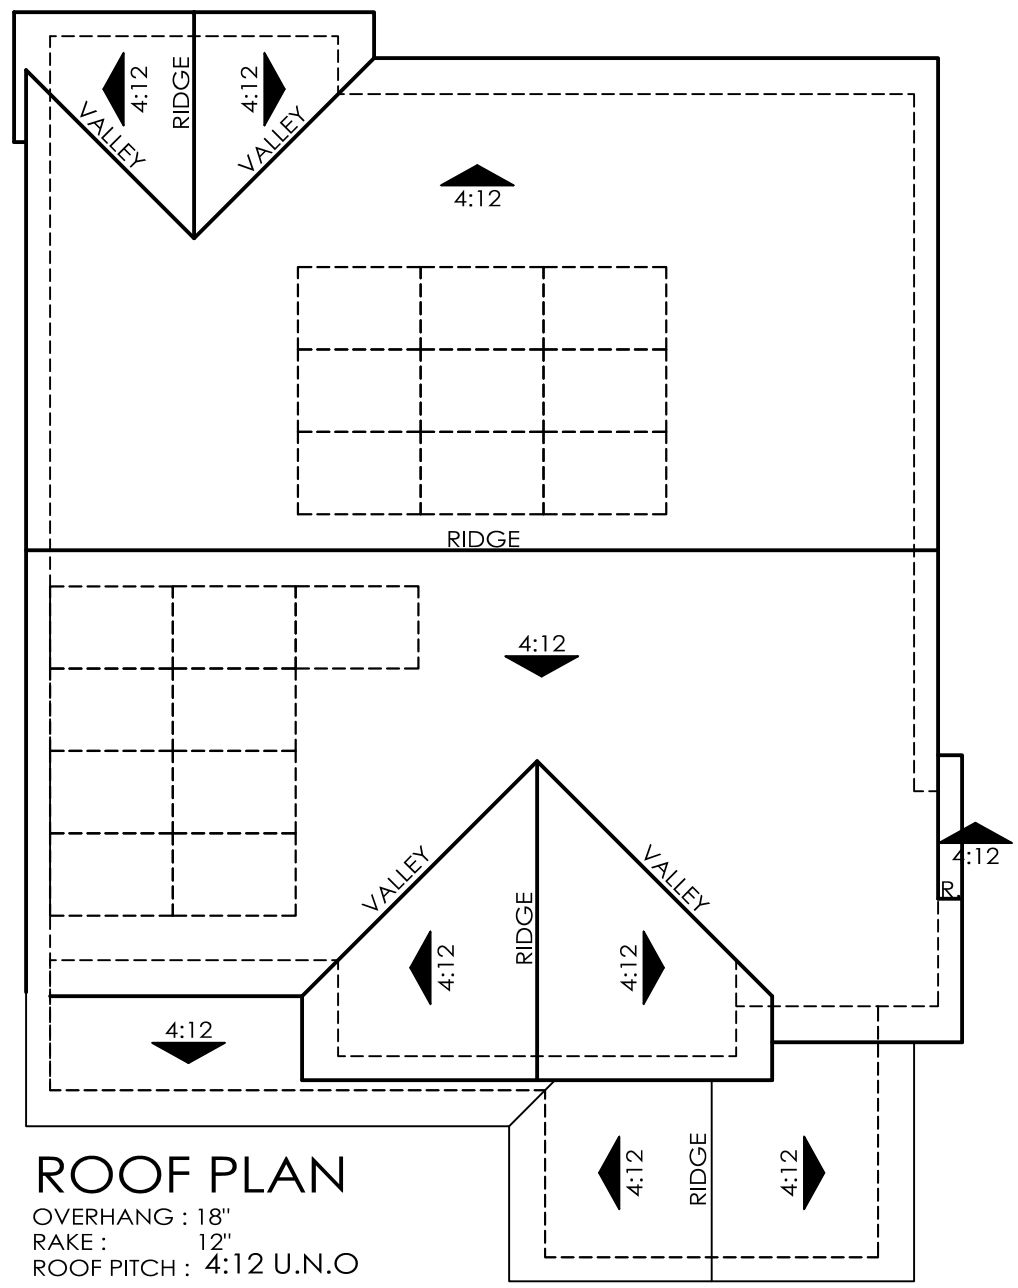 4:12
RIDGE
4:12
VALLEY
VALLEY
4:12
RIDGE
4:12
4:12
R.
VALLEY
VALLEY
RIDGE
4:12
4:12
4:12
4:12
RIDGE
4:12
ROOF PLAN
OVERHANG : 18"
RAKE : 12"
ROOF PITCH : 4:12 U.N.O